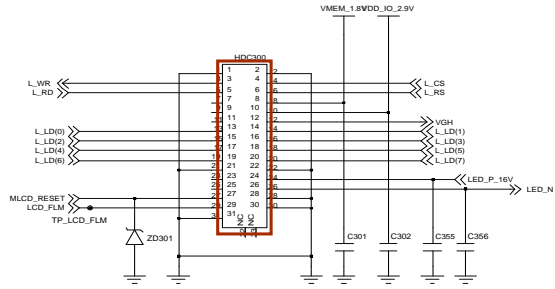 VMEM_1.8V VDD_IO_2.9V
HDC300
1 2
L_WR 3 4 L_CS
L_RD 5 6 L_RS
7 8
9 10
11 12 VGH
L_LD(0) 13 14 L_LD(1)
L_LD(2) 15 16 L_LD(3)
L_LD(4) 17 18 L_LD(5)
L_LD(6) 19 20 L_LD(7)
21 22
23 24 LED_P_16V
25 26 LED_N
MLCD_RESET 27 28
LCD_FLM 29 30
TP_LCD_FLM 31
NC NC
ZD301 C301 C302 C355 C356